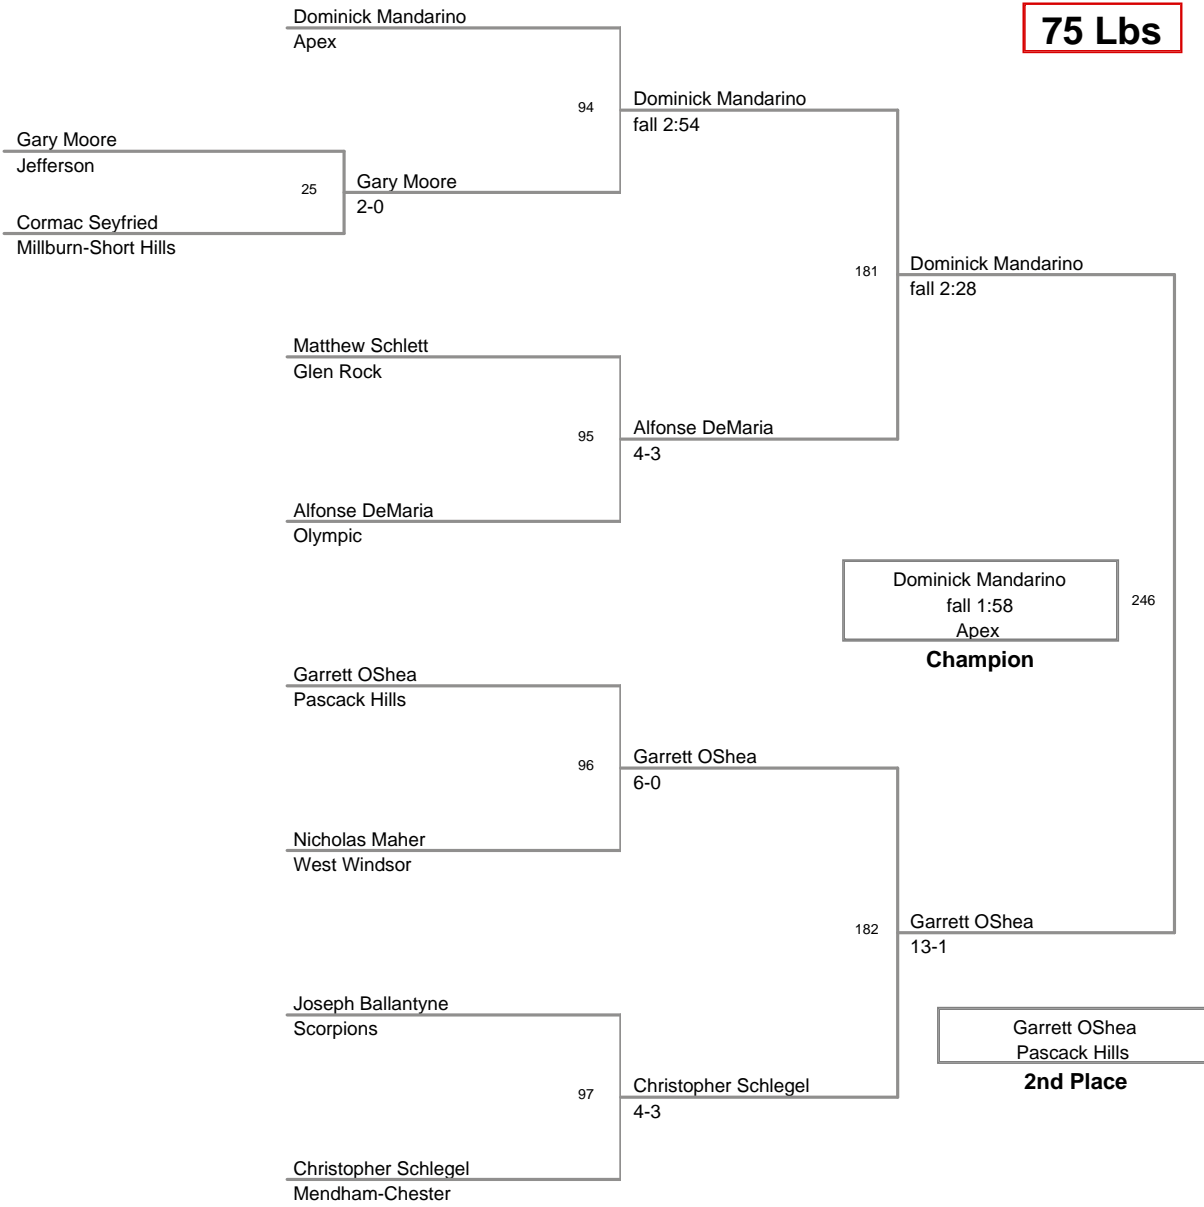 Dominick Mandarino
75 Lbs
Apex
94
Dominick Mandarino
fall 2:54
Gary Moore
Jefferson
25
Gary Moore
2-0
Cormac Seyfried
Millburn-Short Hills
181
Dominick Mandarino
fall 2:28
Matthew Schlett
Glen Rock
95
Alfonse DeMaria
4-3
Alfonse DeMaria
Olympic
Dominick Mandarino
fall 1:58
Apex
246
Champion
Garrett OShea
Pascack Hills
96
Garrett OShea
6-0
Nicholas Maher
West Windsor
182
Garrett OShea
13-1
Joseph Ballantyne
Scorpions
Garrett OShea
Pascack Hills
2nd Place
97
Christopher Schlegel
4-3
Christopher Schlegel
Mendham-Chester